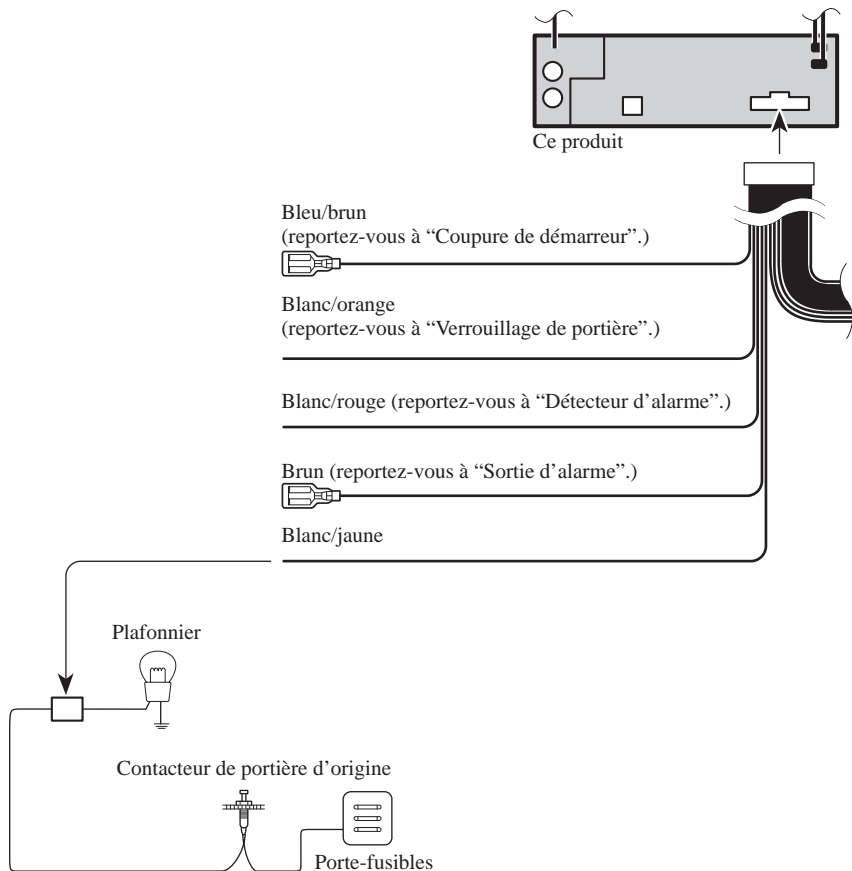 Ce produit
Bleu/brun
(reportez-vous à “Coupure de démarreur”.)
Blanc/orange
(reportez-vous à “Verrouillage de portière”.)
Blanc/rouge (reportez-vous à “Détecteur d’alarme”.)
Brun (reportez-vous à “Sortie d’alarme”.)
Blanc/jaune
Plafonnier
Contacteur de portière d’origine
Porte-fusibles